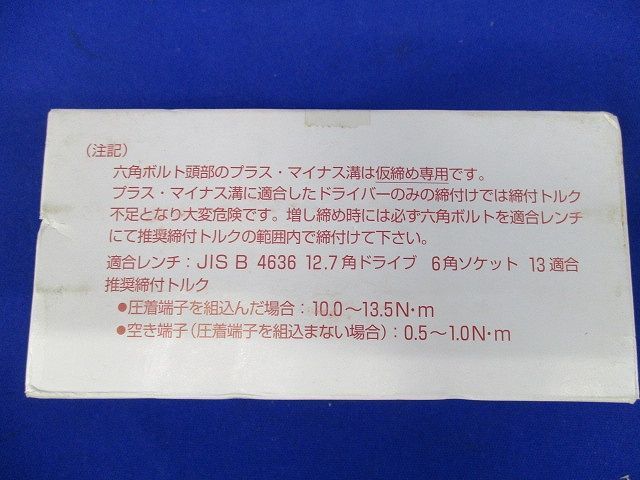 (注記)
六角ボルト頭部のプラス・マイナス溝は仮締め専用です。
プラス・マイナス溝に適合したドライバーのみの締付けでは締付トルク
不足となり大変危険です。増し締め時には必ず六角ボルトを適合レンチ
にて推奨締付トルクの範囲内で締付けて下さい。
適合レンチ：JIS B 4636 12.7角ドライブ 6角ソケット 13適合
推奨締付トルク
●圧着端子を組込んだ場合：10.0～13.5N・m
●空き端子（圧着端子を組込まない場合）：0.5～1.0N・m